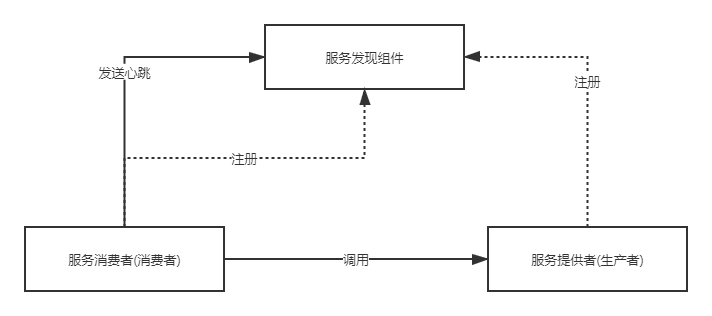 服务发现组件
发送心跳
注册
注册
服务消费者(消费者)
调用
服务提供者(生产者)